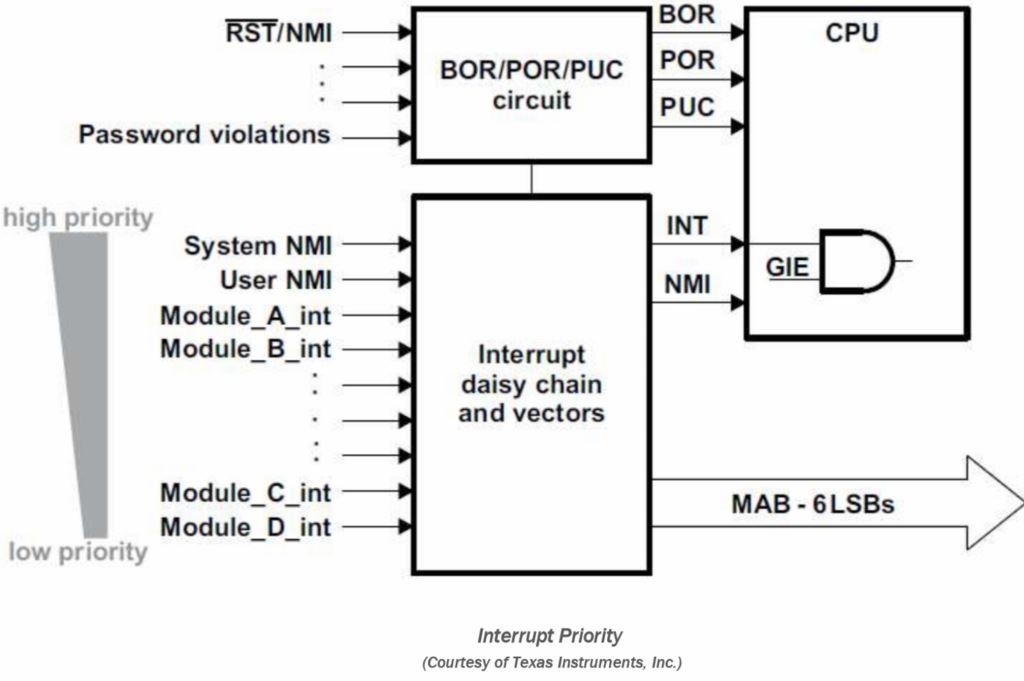 RST/NMI
Password violations
BOR/POR/PUC
circuit
BOR
POR
PUC
CPU
high priority
low priority
System NMI
User NMI
Module_A_int
Module_B_int
Module_C_int
Module_D_int
Interrupt
daisy chain
and vectors
INT
GIE
NMI
MAB - 6LSBs
Interrupt Priority
(Courtesy of Texas Instruments, Inc.)